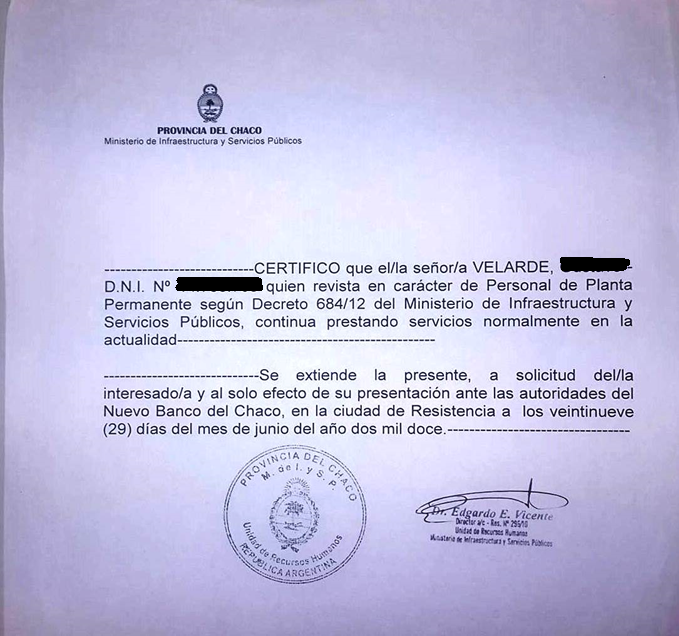 PROVINCIA DEL CHACO
Ministerio de Infraestructura y Servicios Públicos
----------------------------CERTIFICO que el/la señor/a VELARDE, -
D.N.I. Nº quien revista en carácter de Personal de Planta
Permanente según Decreto 684/12 del Ministerio de Infraestructura y
Servicios Públicos, continua prestando servicios normalmente en la
actualidad-------------------------------------------------
-----------------------------Se extiende la presente, a solicitud del/la
interesado/a y al solo efecto de su presentación ante las autoridades del
Nuevo Banco del Chaco, en la ciudad de Resistencia a los veintinueve
(29) días del mes de junio del año dos mil doce.-----------------------------------
PROVINCIA DEL CHACO
M. de I. y S. P.
Unidad de Recursos Humanos
REPUBLICA ARGENTINA
Dr. Edgardo E. Vicente
Director a/c - Res. Nº
Unidad de Recursos Humanos
Ministerio de Infraestructura y Servicios Públicos